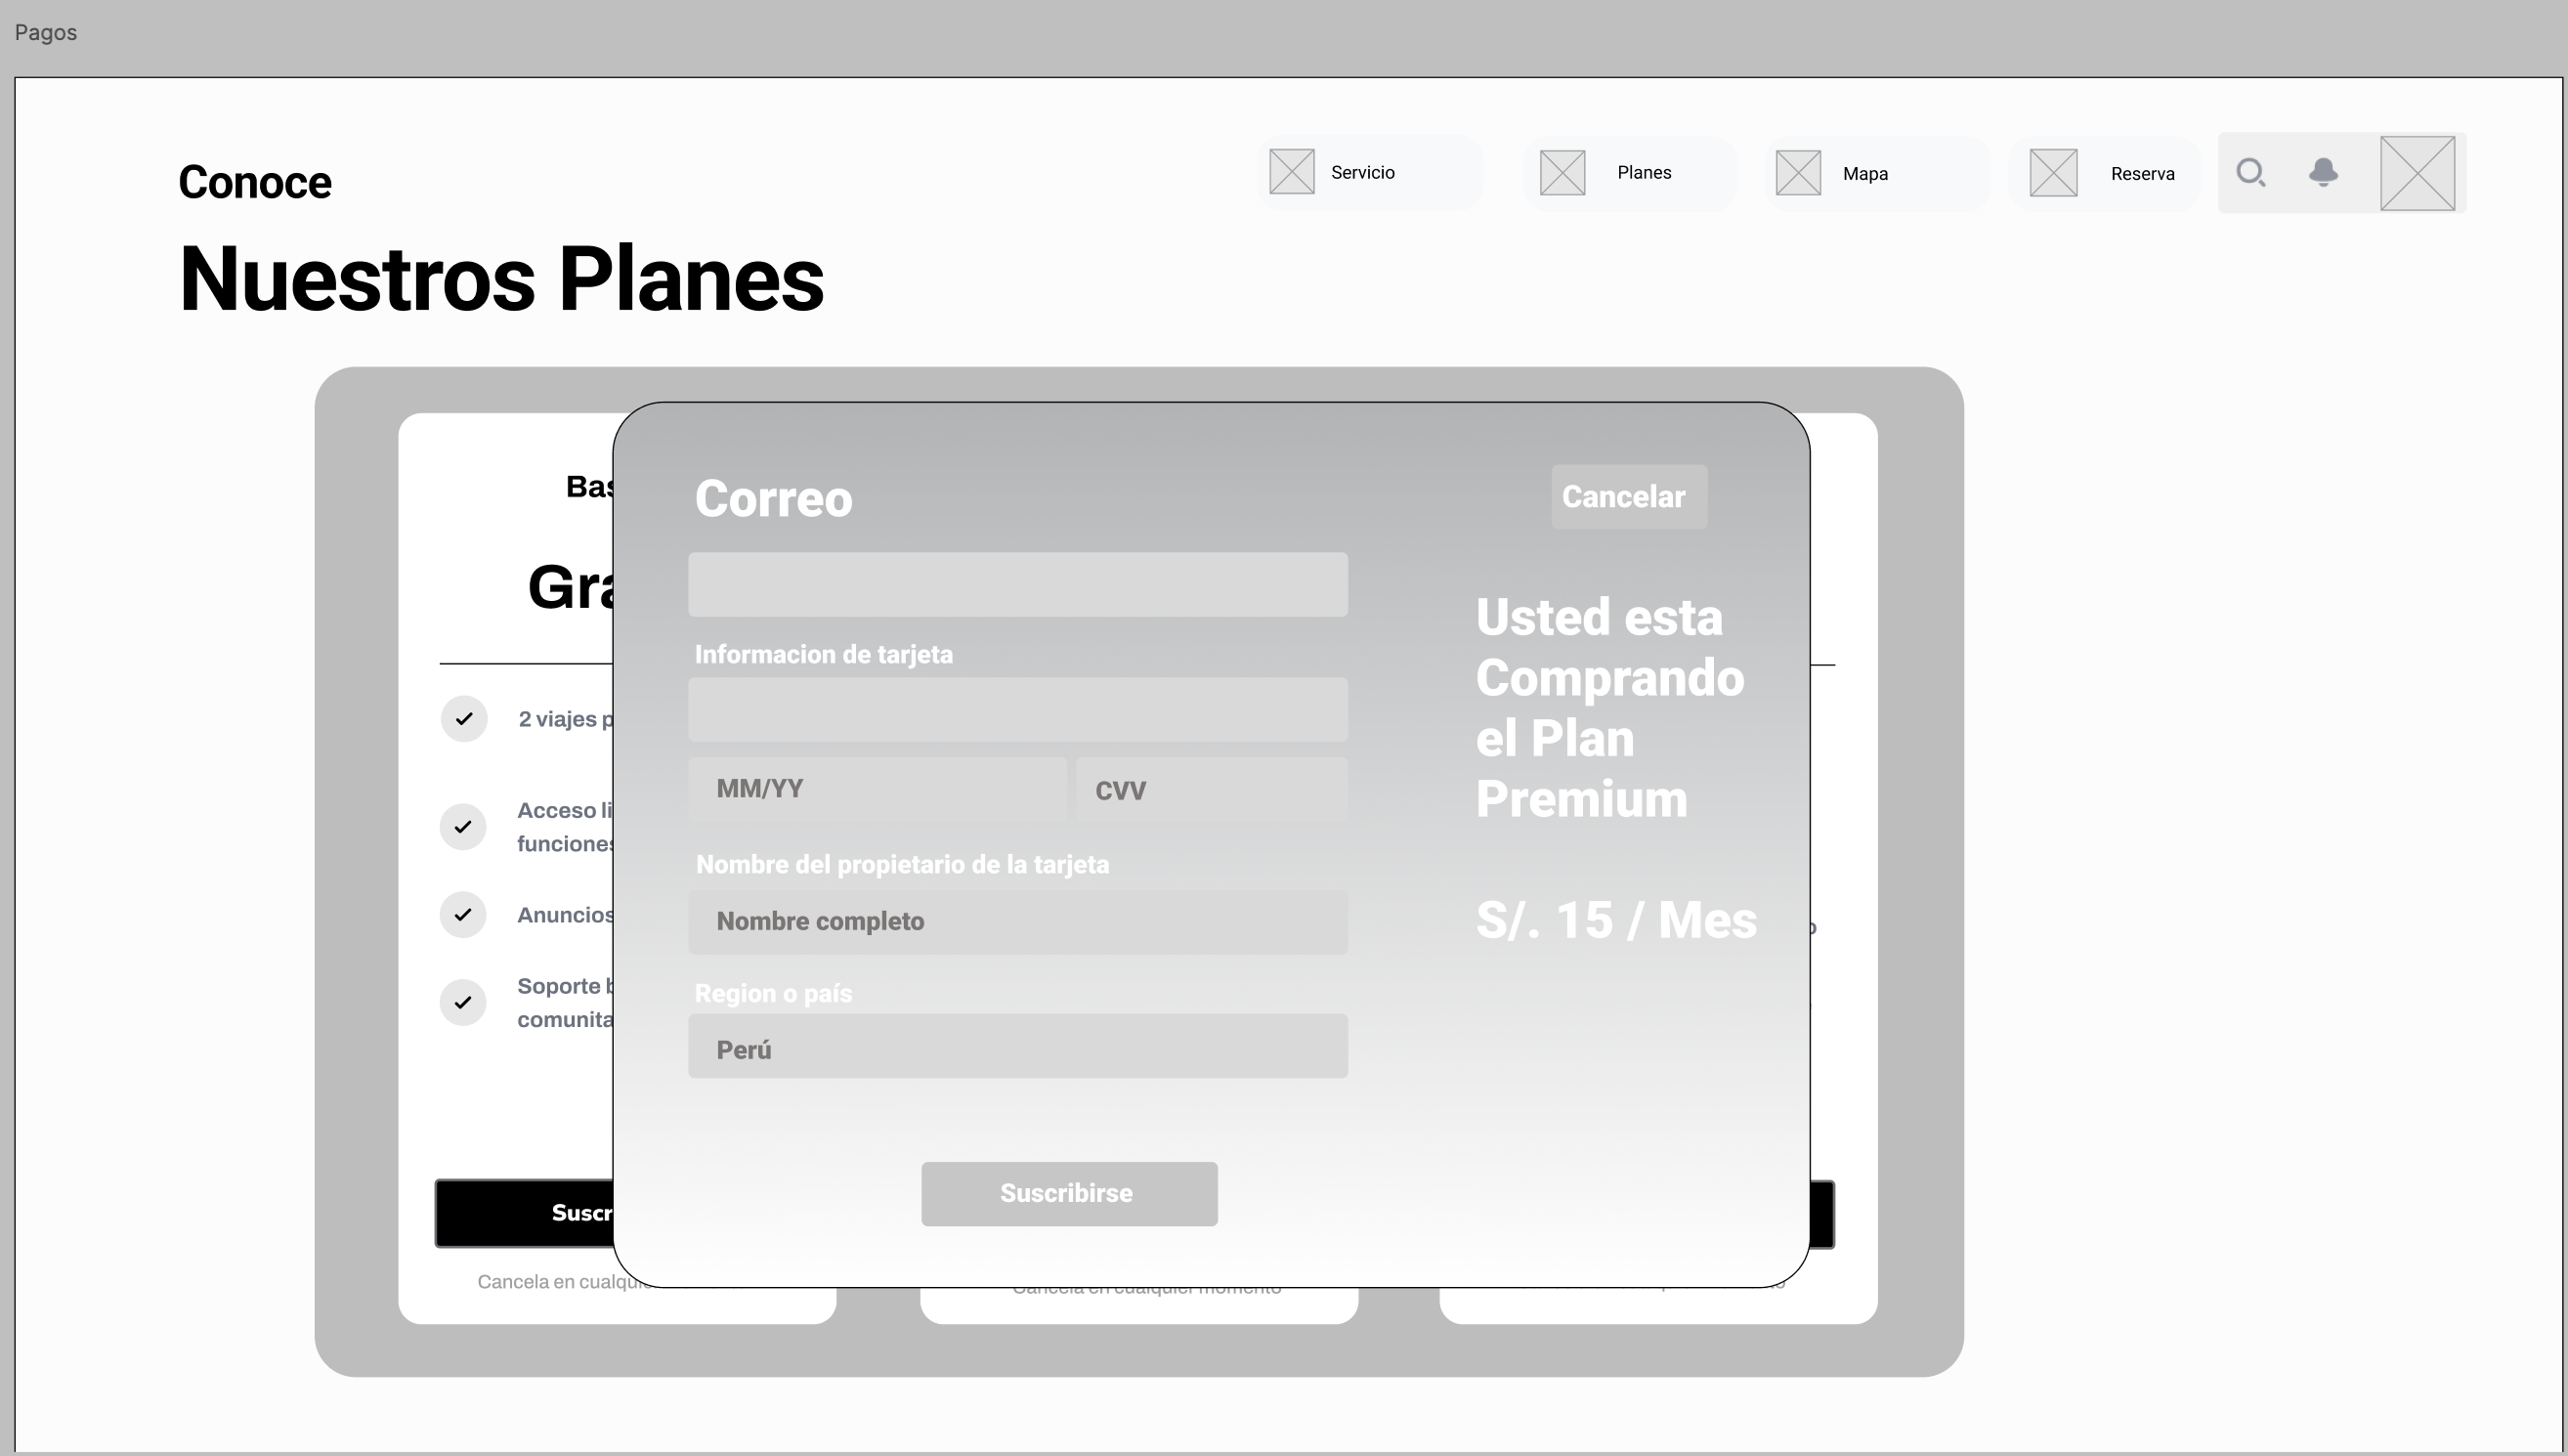 Pagos
Servicio
Planes
Mapa
Reserva
Conoce
Nuestros Planes
Correo
Cancelar
Usted esta
Comprando
el Plan
Premium
S/. 15 / Mes
Informacion de tarjeta
MM/YY
CVV
Nombre del propietario de la tarjeta
Nombre completo
Region o país
Perú
Suscribirse
Bas
Gra
2 viajes p
Acceso li
funciones
Anuncios
Soporte b
comunita
Suscr
Cancela en cualqui
Cancela en cualquier momento